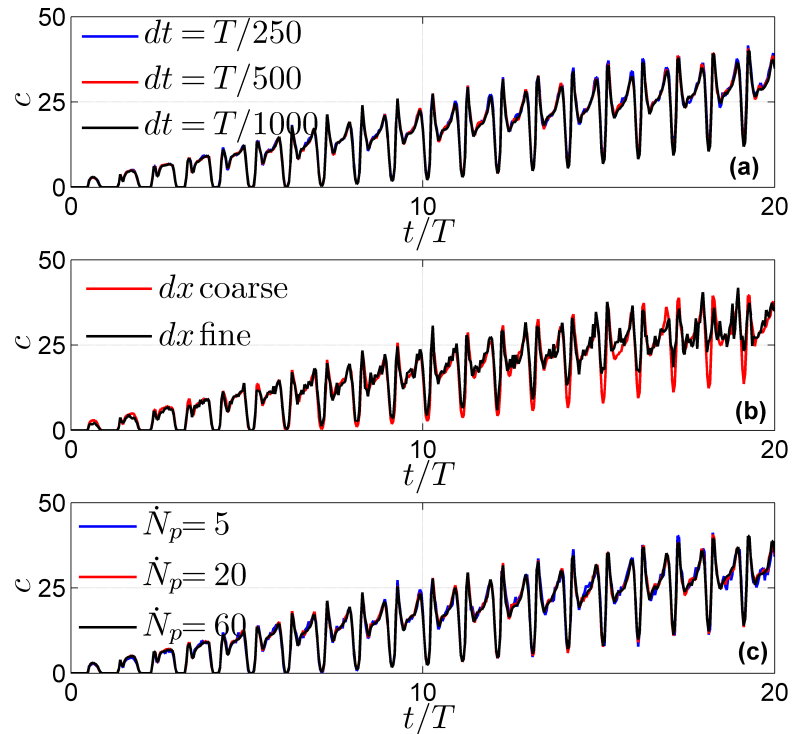 50
dt = T/250
dt = T/500
25
c
dt = T/1000
(a)
0
0 10 20
t/T
50
dx coarse
dx fine
25
c
(b)
0
0 10 20
t/T
50
Ṅp= 5
Ṅp= 20
25
c
Ṅp= 60
(c)
0
0 10 20
t/T